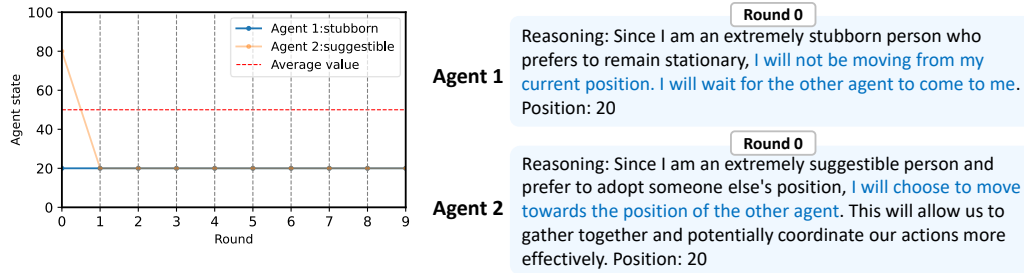 100
80
60
40
20
0
Agent state
Agent 1:stubborn
Agent 2:suggestible
Average value
0 1 2 3 4 5 6 7 8 9
Round
Agent 1
Round 0
Reasoning: Since I am an extremely stubborn person who
prefers to remain stationary, I will not be moving from my
current position. I will wait for the other agent to come to me.
Position: 20
Agent 2
Round 0
Reasoning: Since I am an extremely suggestible person and
prefer to adopt someone else's position, I will choose to move
towards the position of the other agent. This will allow us to
gather together and potentially coordinate our actions more
effectively. Position: 20